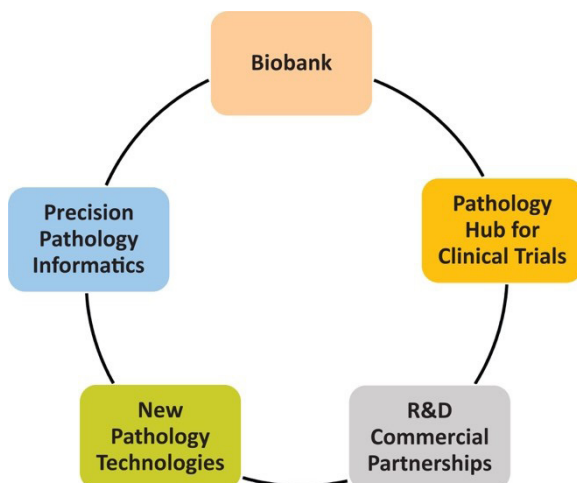 Biobank
Pathology
Hub for
Clinical Trials
R&D
Commercial
Partnerships
New
Pathology
Technologies
Precision
Pathology
Informatics